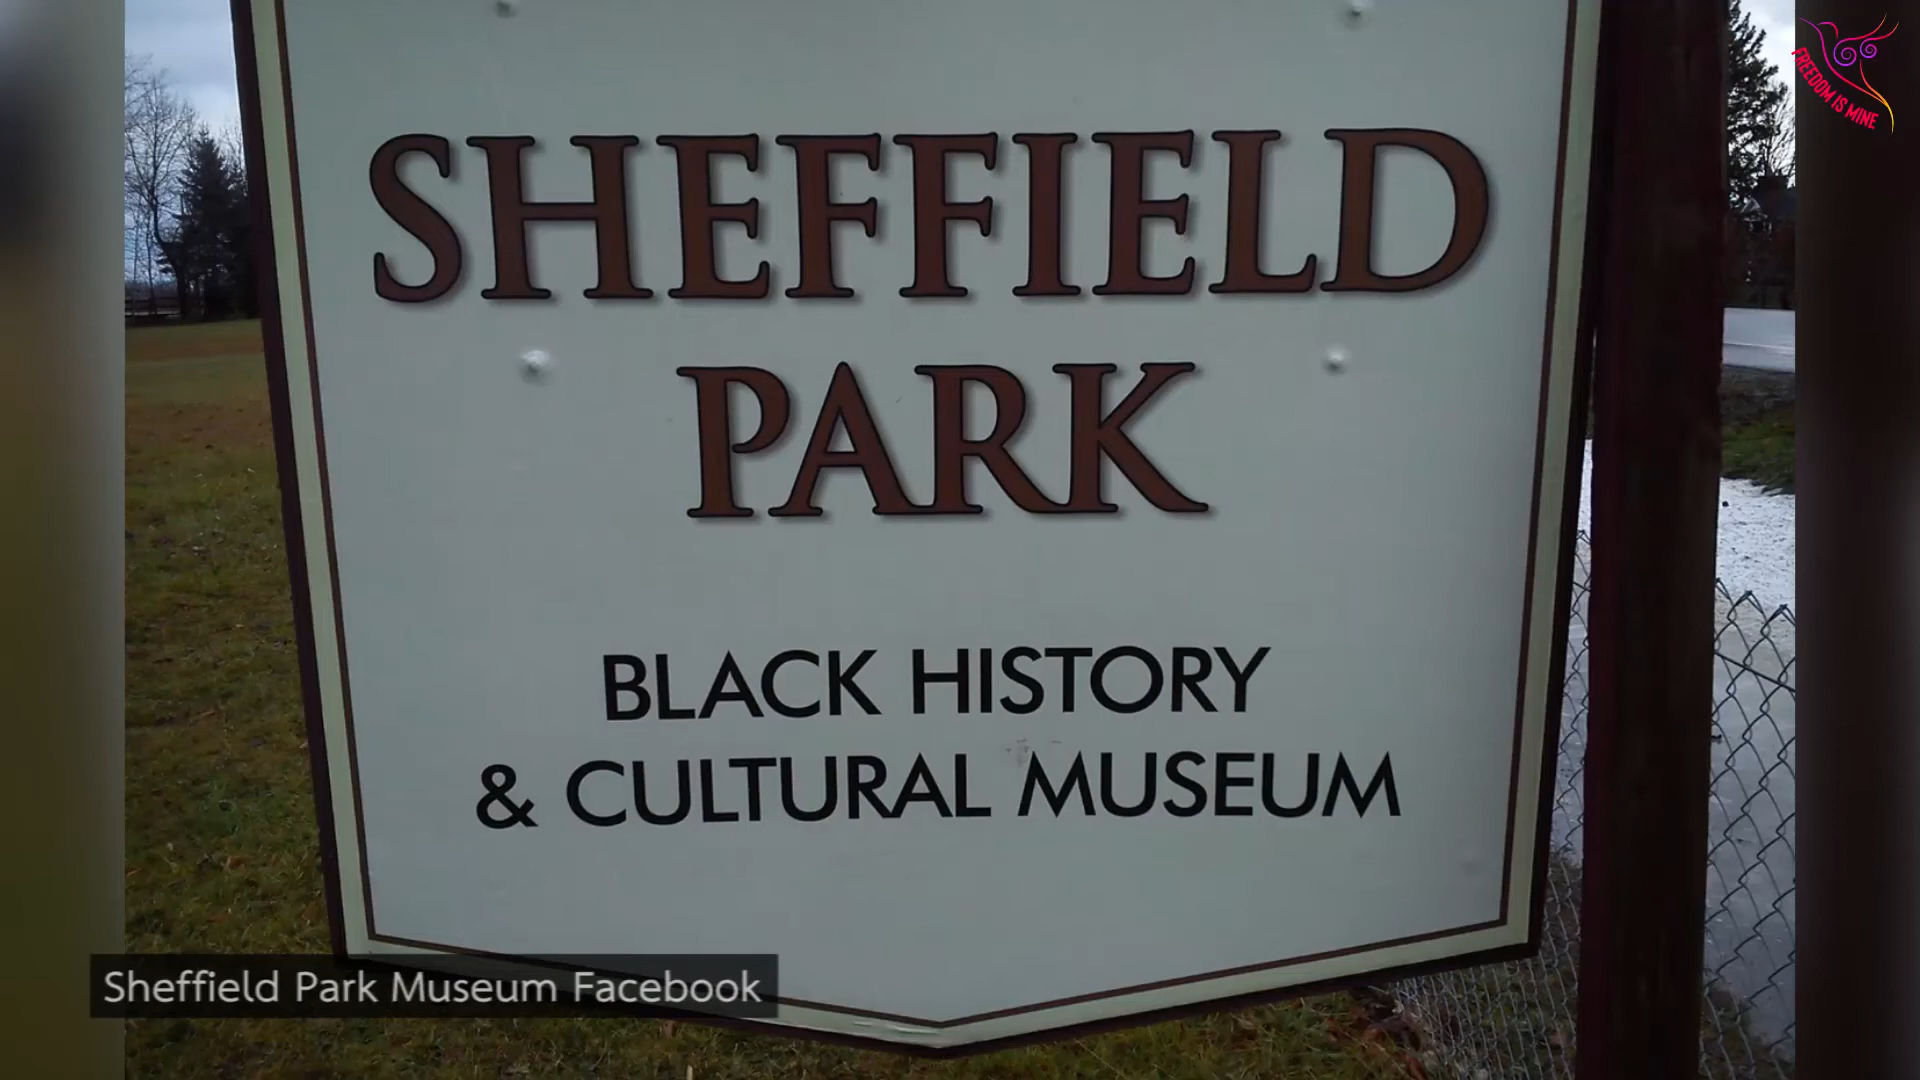 FREEDOM IS MINE
SHEFFIELD
PARK
BLACK HISTORY
& CULTURAL MUSEUM
Sheffield Park Museum Facebook